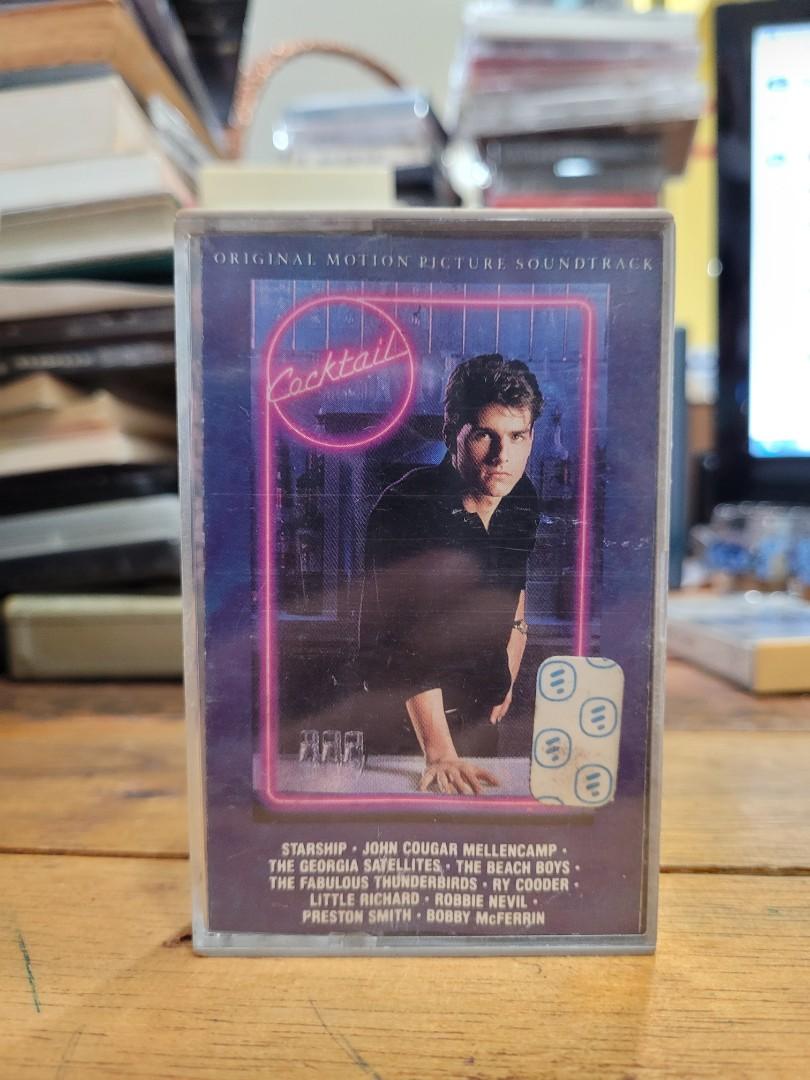 ORIGINAL MOTION PICTURE SOUNDTRACK
Cocktail
STARSHIP · JOHN COUGAR MELLENCAMP ·
THE GEORGIA SATELLITES · THE BEACH BOYS ·
THE FABULOUS THUNDERBIRDS · RY COODER ·
LITTLE RICHARD · ROBBIE NEVIL ·
PRESTON SMITH · BOBBY McFERRIN